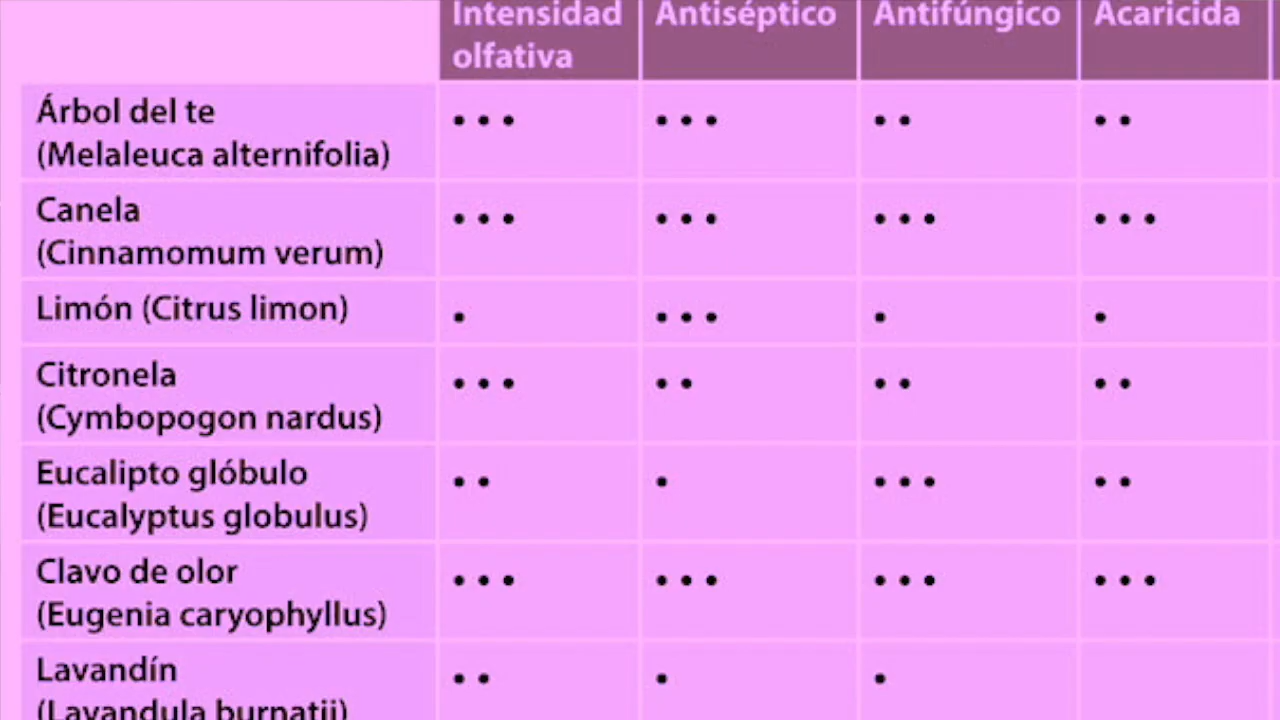 Intensidad olfativa Antiséptico Antifúngico Acaricida
Árbol del te
(Melaleuca alternifolia) ••• ••• •• ••
Canela
(Cinnamomum verum) ••• ••• ••• •••
Limón (Citrus limon) • ••• • •
Citronela
(Cymbopogon nardus) ••• •• •• ••
Eucalipto glóbulo
(Eucalyptus globulus) •• • ••• ••
Clavo de olor
(Eugenia caryophyllus) ••• ••• ••• •••
Lavandín
(Lavandula burnatii) •• • •